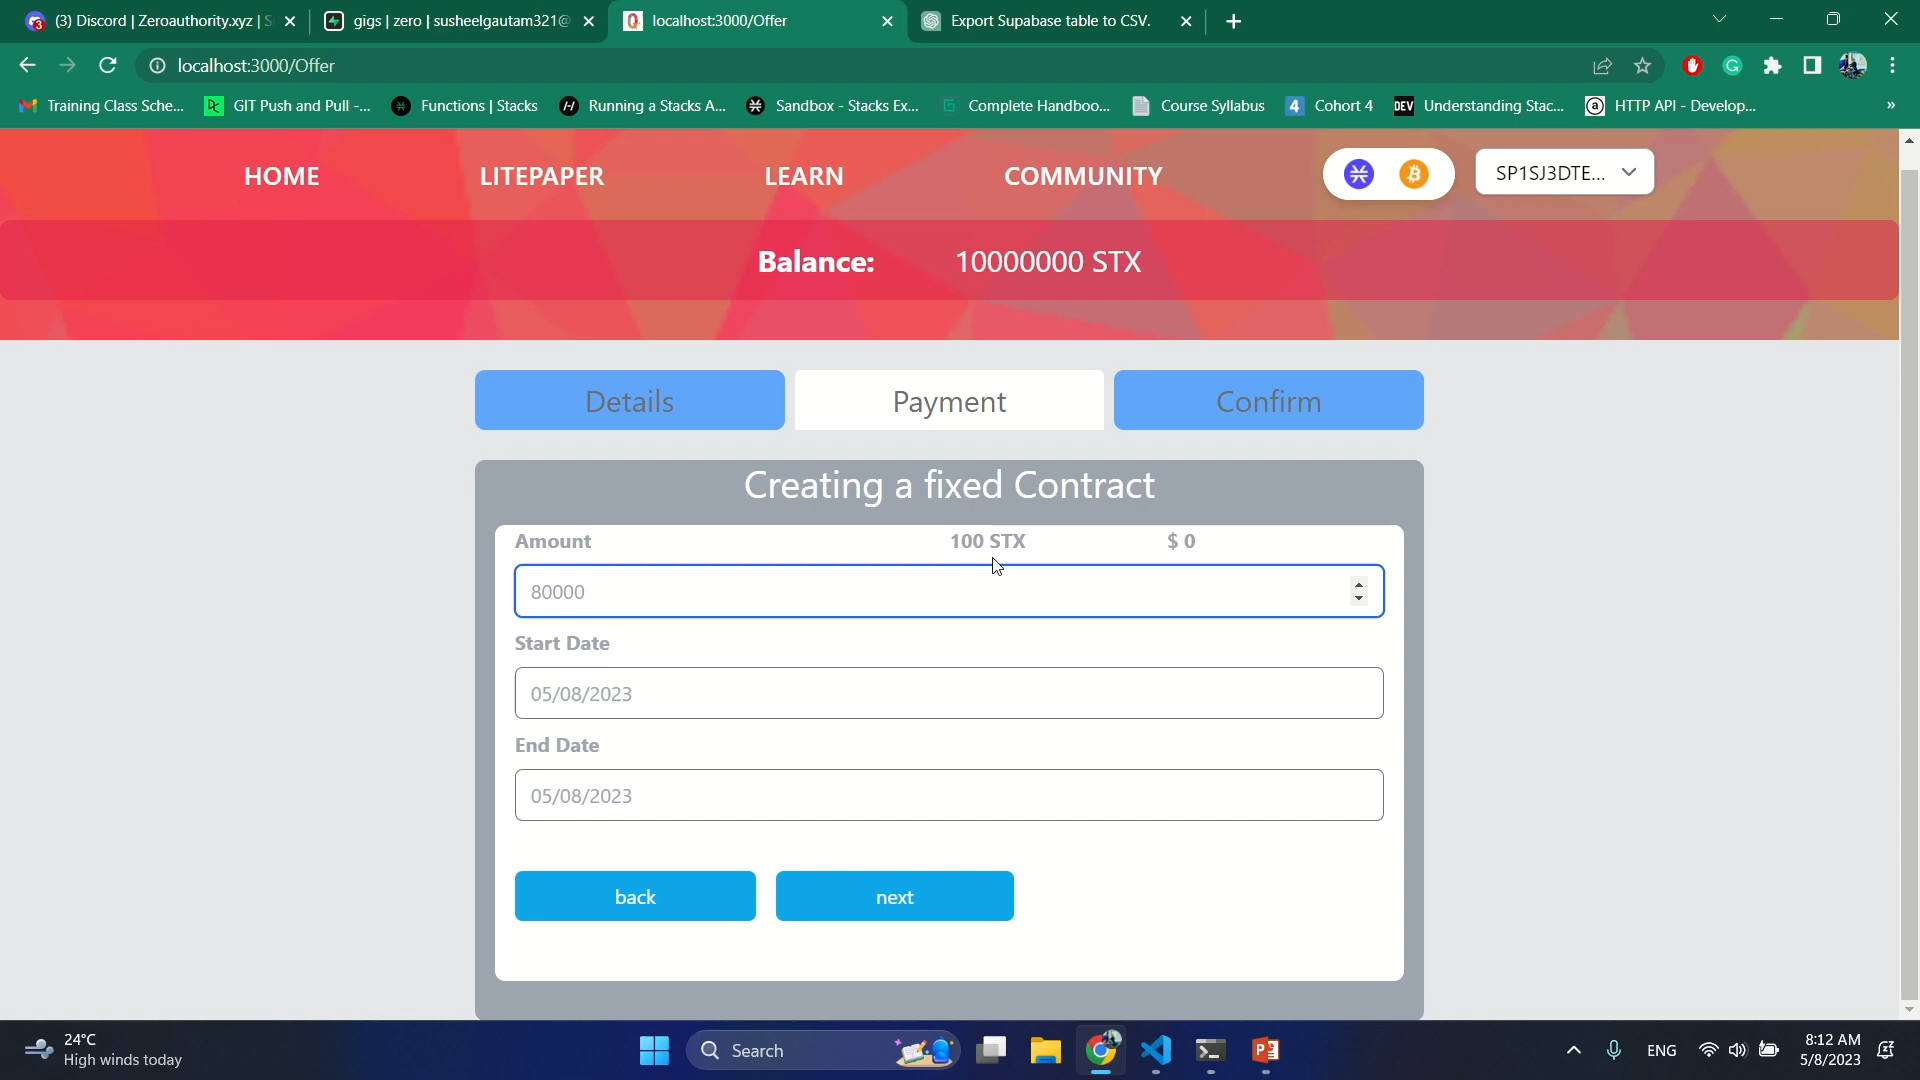 (3) Discord | Zeroauthority.xyz | S
gigs | zero | susheelgautam321@
localhost:3000/Offer
Export Supabase table to CSV.
localhost:3000/Offer
Training Class Sche...
GIT Push and Pull -...
Functions | Stacks
Running a Stacks A...
Sandbox - Stacks Ex...
Complete Handboo...
Course Syllabus
4 Cohort 4
DEV Understanding Stac...
HTTP API - Develop...
»
HOME
LITEPAPER
LEARN
COMMUNITY
SP1SJ3DTE...
Balance: 10000000 STX
Details
Payment
Confirm
Creating a fixed Contract
Amount 100 STX $ 0
80000
Start Date
05/08/2023
End Date
05/08/2023
back
next
24°C
High winds today
Search
ENG
8:12 AM
5/8/2023